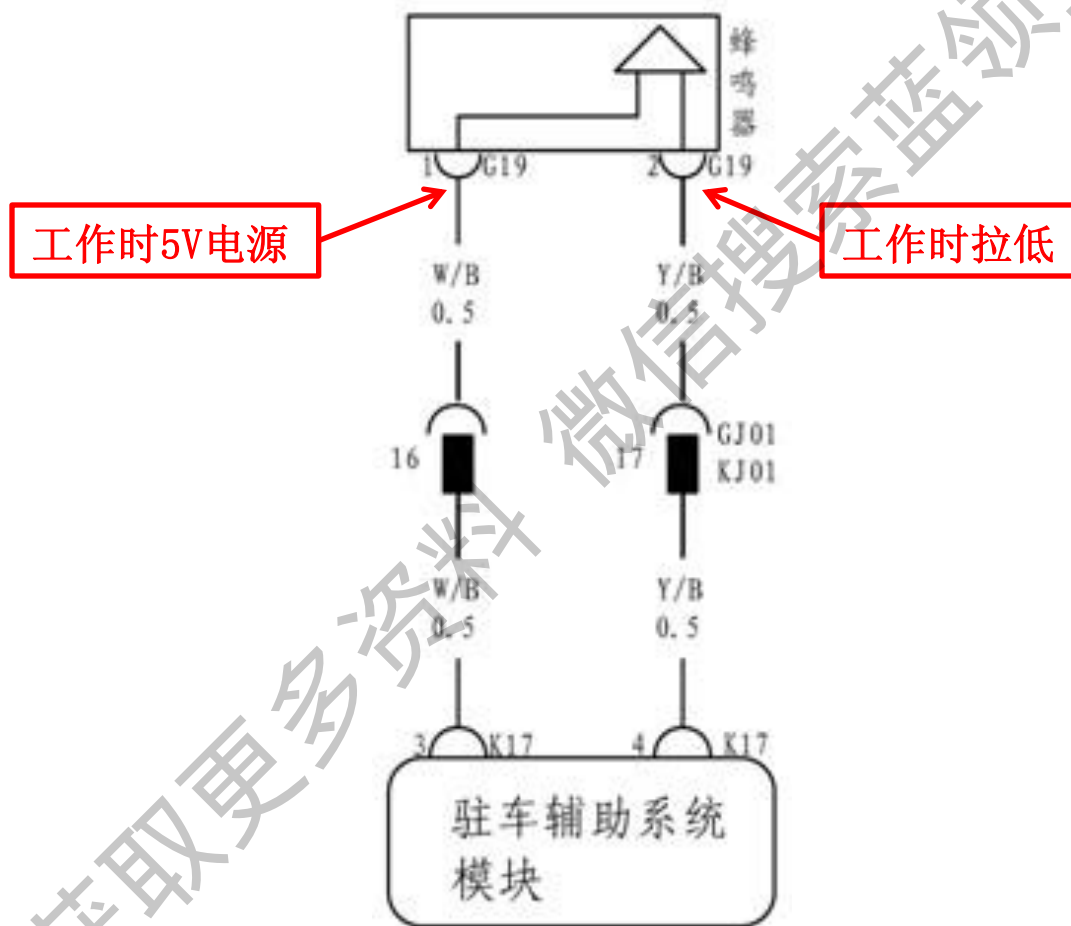 蜂鸣器
1 G19 2 G19
工作时5V电源
工作时拉低
W/B Y/B
0.5 0.5
16 17 GJ01
KJ01
W/B Y/B
0.5 0.5
3 K17 4 K17
驻车辅助系统
模块
获取更多资料 微信搜索蓝领